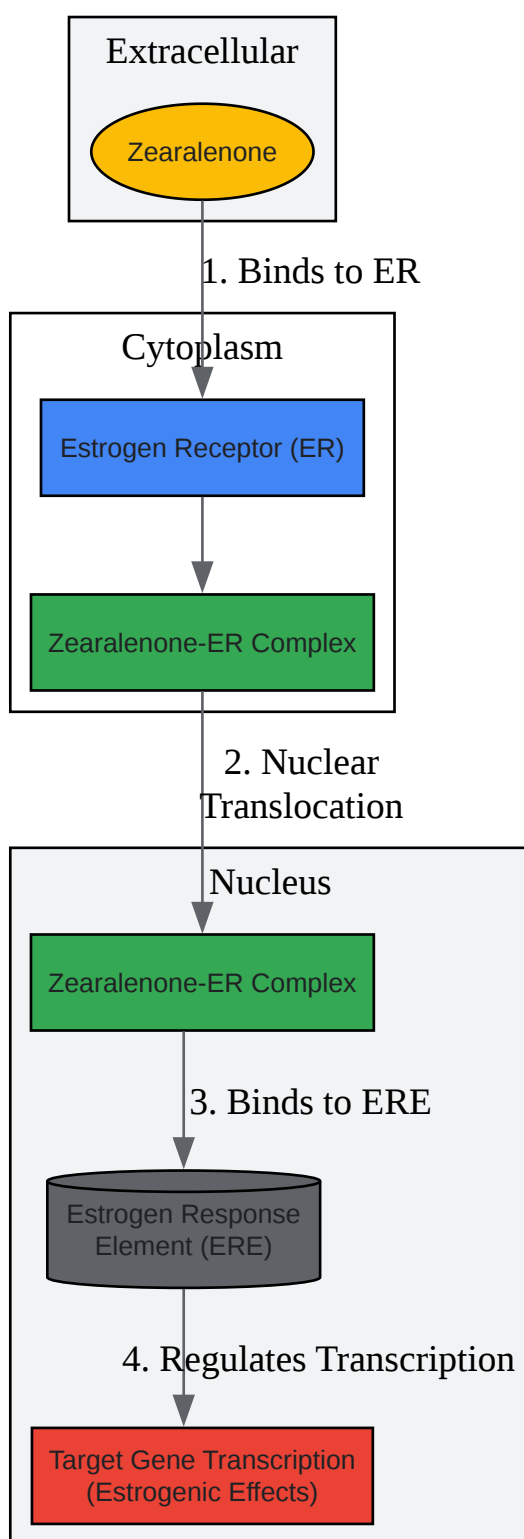 Extracellular
Zearalenone
1. Binds to ER
Cytoplasm
Estrogen Receptor (ER)
Zearalenone-ER Complex
2. Nuclear
Translocation
Nucleus
Zearalenone-ER Complex
3. Binds to ERE
Estrogen Response
Element (ERE)
4. Regulates Transcription
Target Gene Transcription
(Estrogenic Effects)